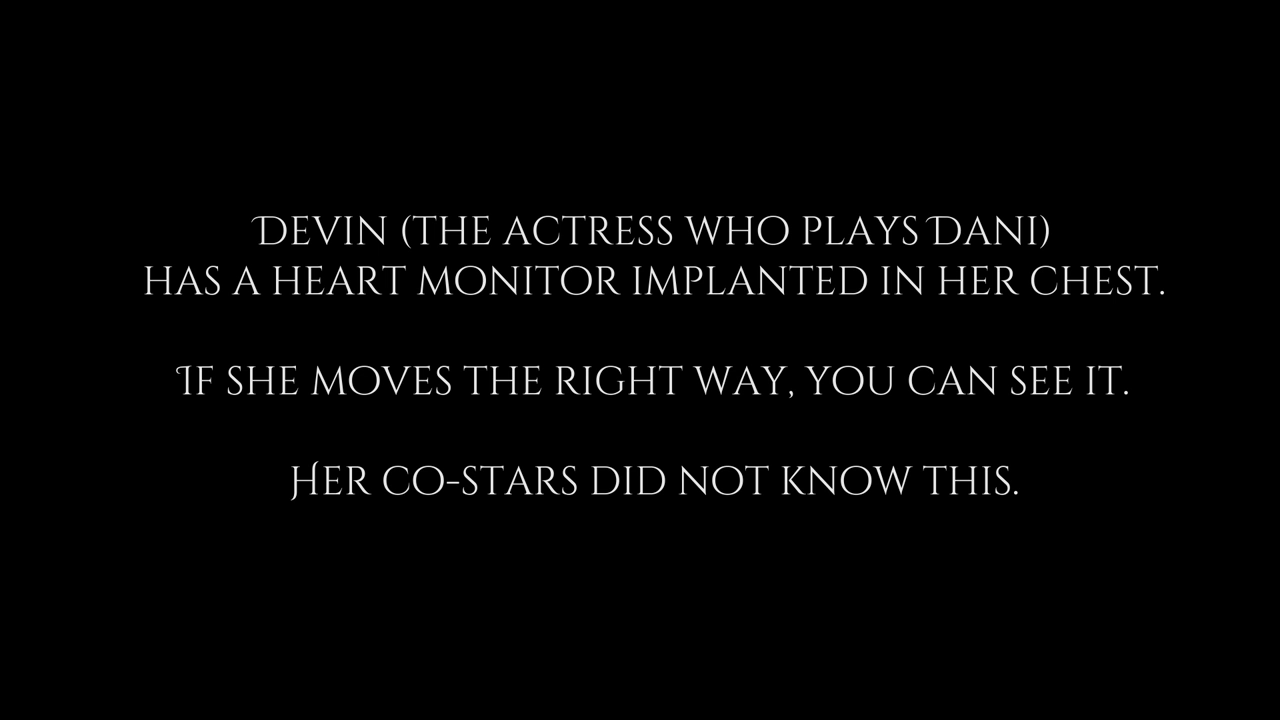 Devin (the actress who plays Dani)
has a heart monitor implanted in her chest.
If she moves the right way, you can see it.
Her co-stars did not know this.